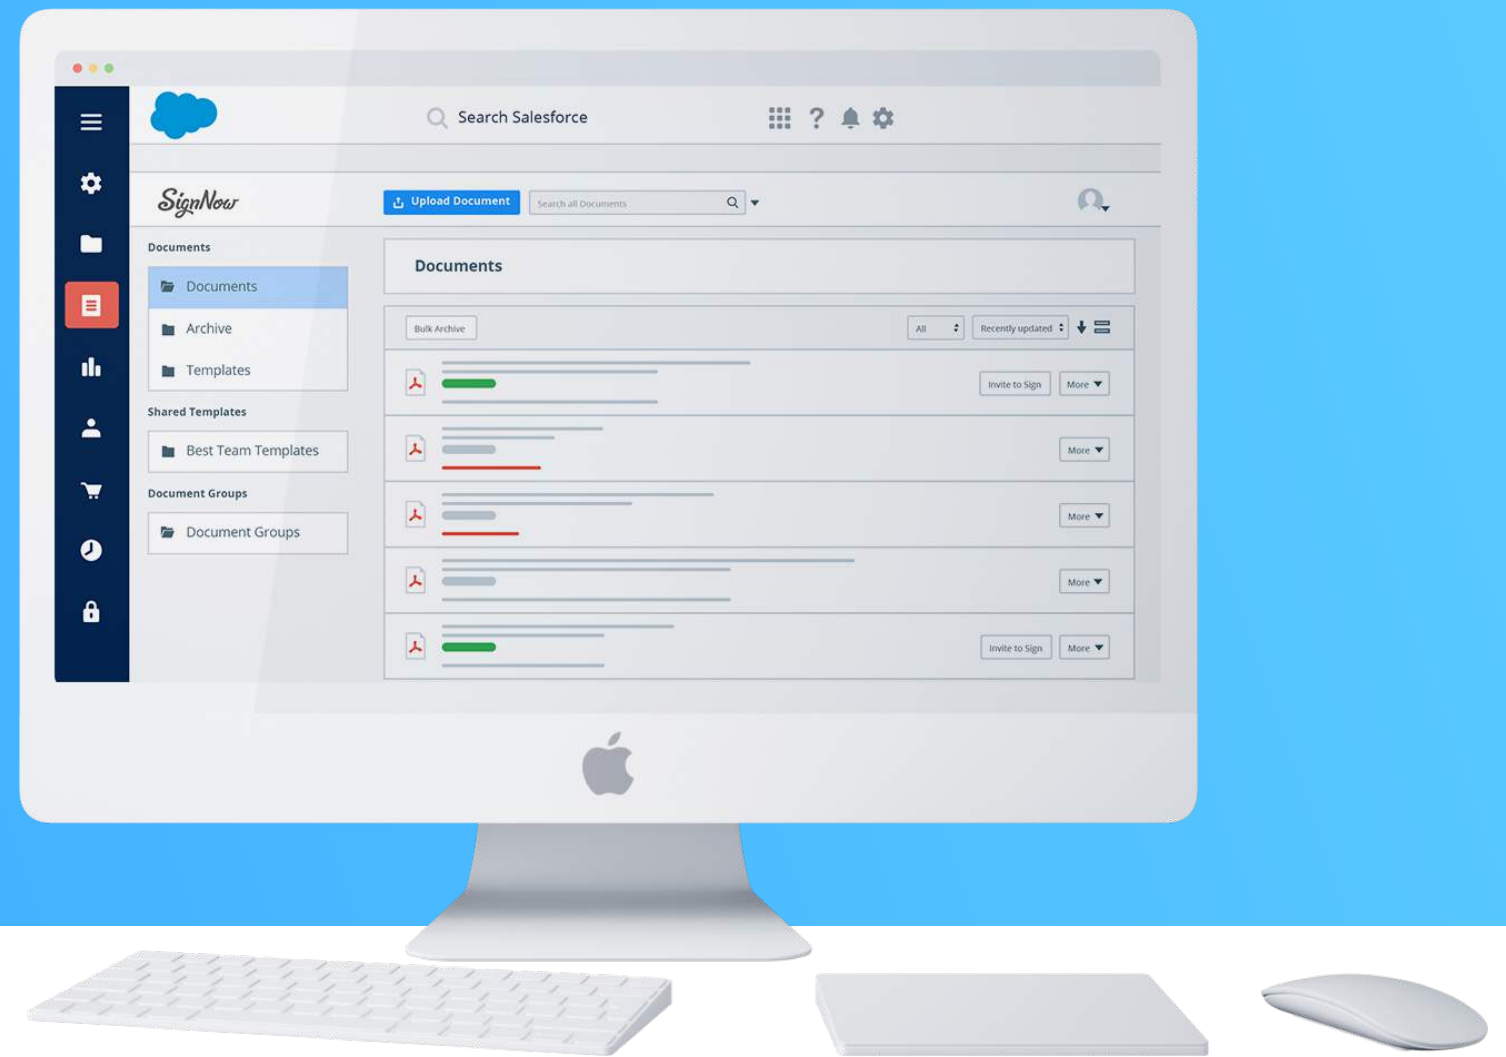 Search Salesforce
?
SignNow
Upload Document
Search all Documents
Documents
Documents
Archive
Templates
Shared Templates
Best Team Templates
Document Groups
Document Groups
Documents
Bulk Archive
All
Recently updated
Invite to Sign
More
More
More
More
Invite to Sign
More